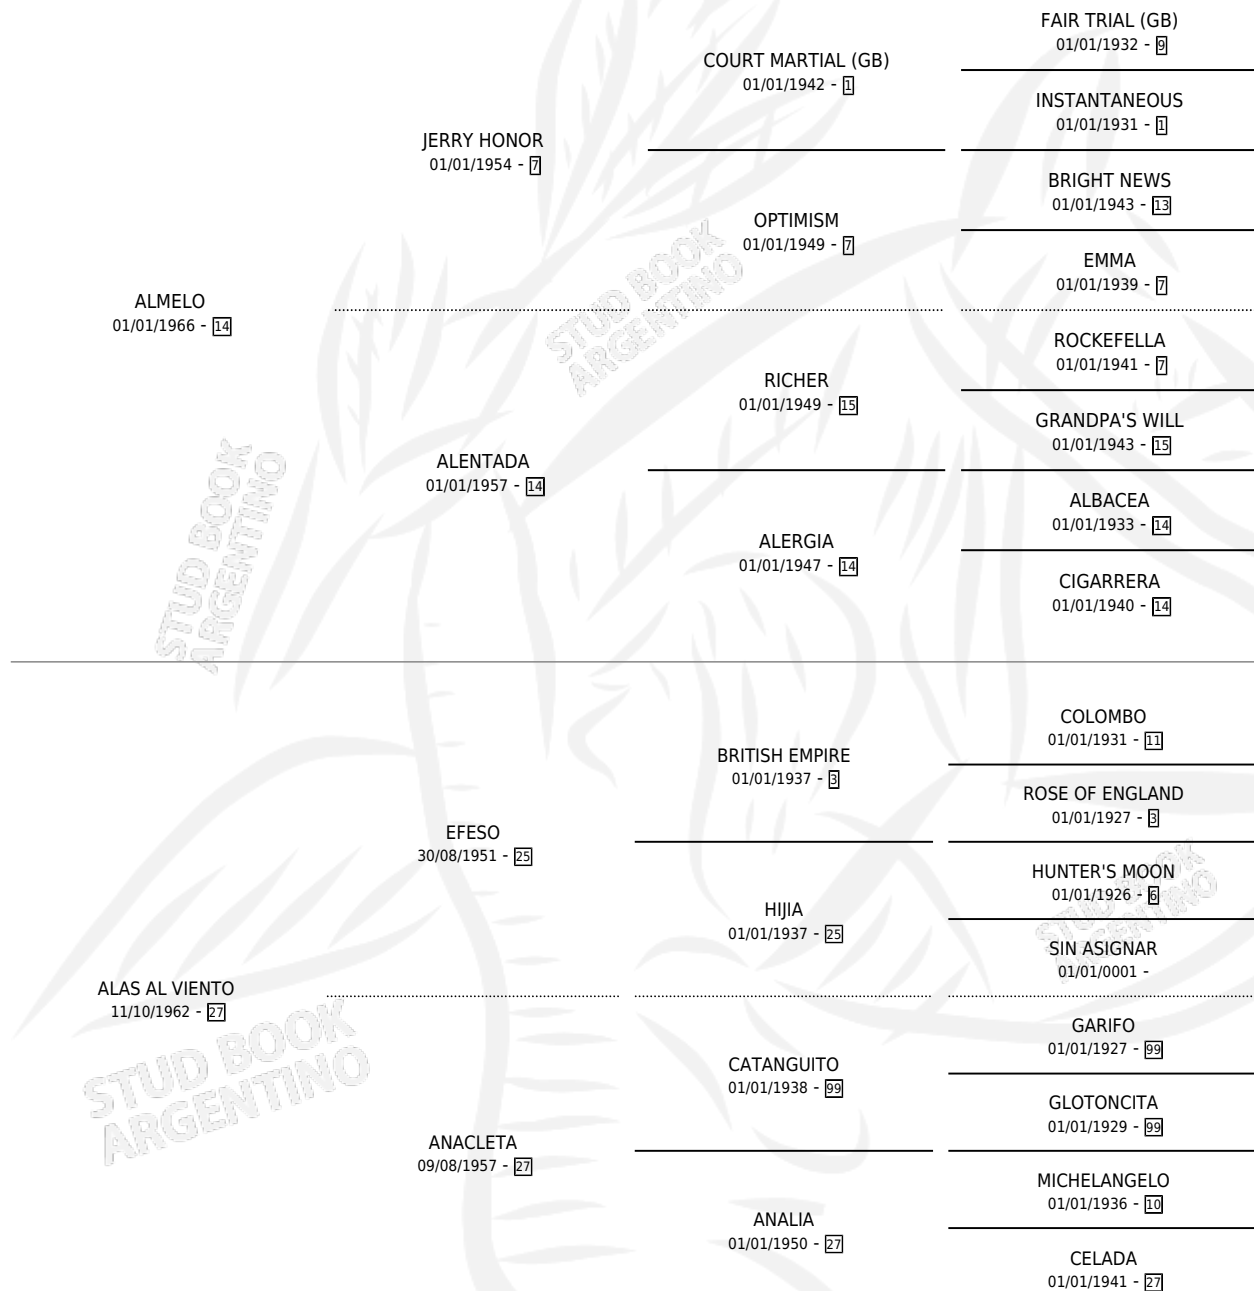 FAIR TRIAL (GB)
01/01/1932 - 9
COURT MARTIAL (GB)
01/01/1942 - 1
INSTANTANEOUS
01/01/1931 - 1
JERRY HONOR
01/01/1954 - 7
BRIGHT NEWS
01/01/1943 - 13
OPTIMISM
01/01/1949 - 7
EMMA
01/01/1939 - 7
ALMELO
01/01/1966 - 14
ROCKEFELLA
01/01/1941 - 7
RICHER
01/01/1949 - 15
GRANDPA'S WILL
01/01/1943 - 15
ALENTADA
01/01/1957 - 14
ALBACEA
01/01/1933 - 14
ALERGIA
01/01/1947 - 14
CIGARRERA
01/01/1940 - 14
COLOMBO
01/01/1931 - 11
BRITISH EMPIRE
01/01/1937 - 3
ROSE OF ENGLAND
01/01/1927 - 3
EFESO
30/08/1951 - 25
HUNTER'S MOON
01/01/1926 - 6
HIJIA
01/01/1937 - 25
SIN ASIGNAR
01/01/0001 -
ALAS AL VIENTO
11/10/1962 - 27
GARIFO
01/01/1927 - 99
CATANGUITO
01/01/1938 - 99
GLOTONCITA
01/01/1929 - 99
ANACLETA
09/08/1957 - 27
MICHELANGELO
01/01/1936 - 10
ANALIA
01/01/1950 - 27
CELADA
01/01/1941 - 27
STUD BOOK
ARGENTINO
STUD BOOK
ARGENTINO
STUD BOOK
ARGENTINO
STUD BOOK
ARGENTINO